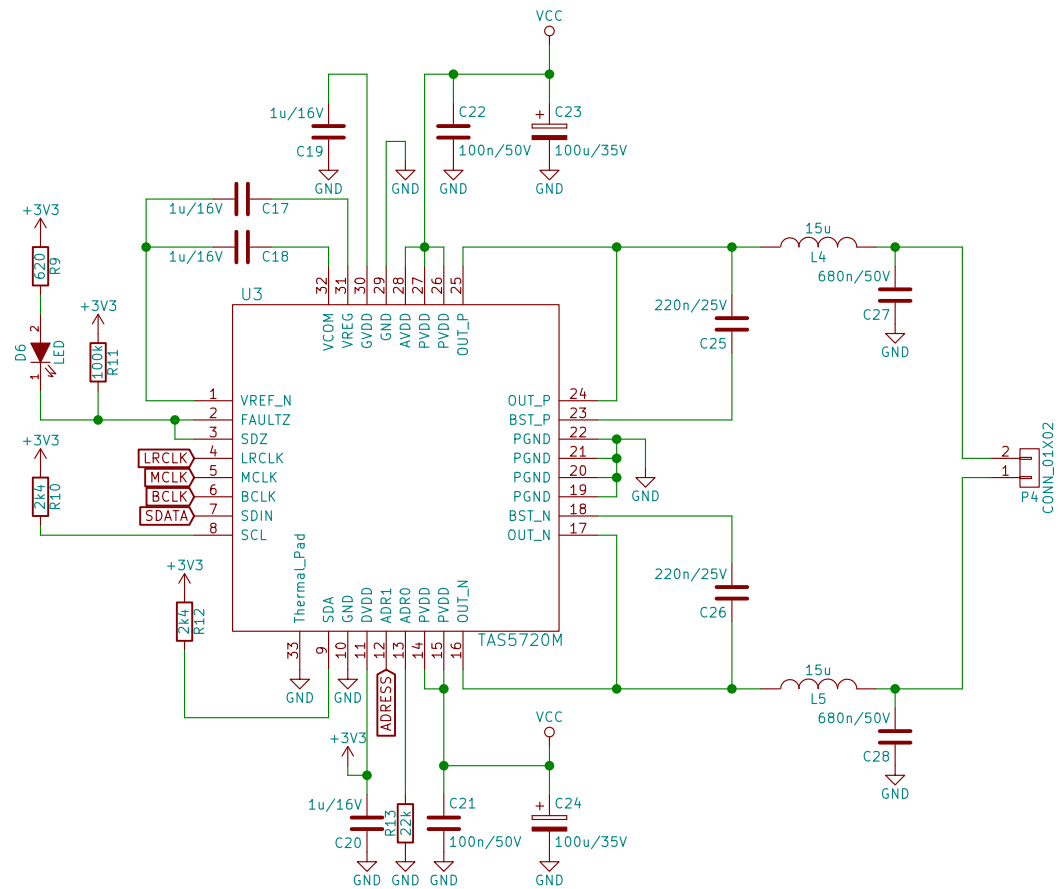 VCC
1u/16V
C19
GND
GND
C22
100n/50V
GND
+
C23
100u/35V
GND
1u/16V
C17
1u/16V
C18
+3V3
620
R9
2
D6
LED
1
+3V3
100k
R11
+3V3
2k4
R10
U3
32
31
30
29
28
27
26
25
VCOM
VREG
GVDD
GND
AVDD
PVDD
PVDD
OUT_P
1
VREF_N
2
FAULTZ
3
SDZ
LRCLK
4
LRCLK
MCLK
5
MCLK
BCLK
6
BCLK
SDATA
7
SDIN
8
SCL
OUT_P
24
BST_P
23
PGND
22
PGND
21
PGND
20
PGND
19
BST_N
18
OUT_N
17
GND
Thermal_Pad
SDA
GND
DVDD
ADR1
ADR0
PVDD
PVDD
OUT_N
TAS5720M
33
9
10
11
12
13
14
15
16
GND
GND
ADRESS
+3V3
2k4
R12
+3V3
1u/16V
C20
GND
R13
22k
GND
C21
100n/50V
GND
VCC
+
C24
100u/35V
GND
15u
L4
220n/25V
C25
680n/50V
C27
GND
2
1
P4
CONN_01X02
220n/25V
C26
15u
L5
680n/50V
C28
GND